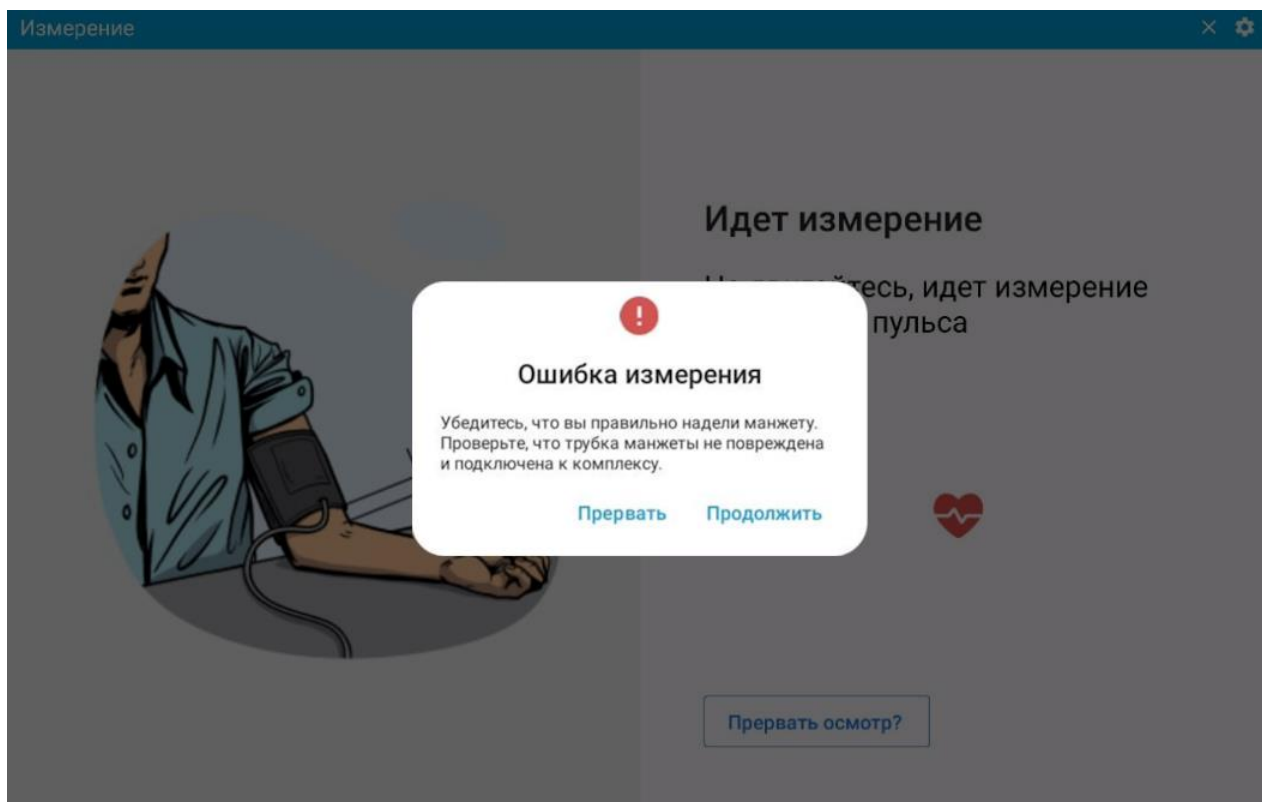 Измерение
Идет измерение
идет измерение
пульса
Ошибка измерения
Убедитесь, что вы правильно надели манжету.
Проверьте, что трубка манжеты не повреждена
и подключена к комплексу.
Прервать Продолжить
Прервать осмотр?